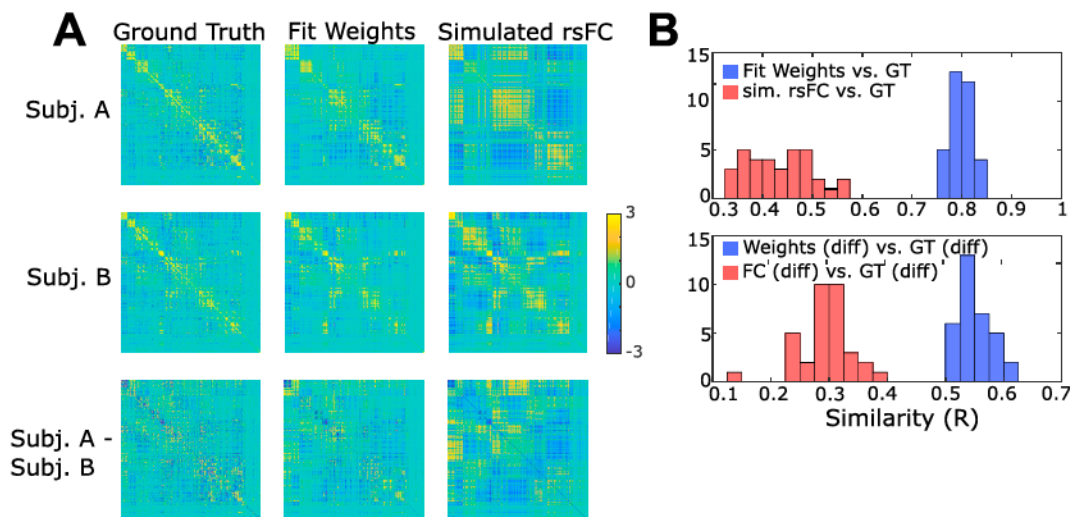 A
Ground Truth
Fit Weights
Simulated rsFC
Subj. A
Subj. B
Subj. A -
Subj. B
3
0
-3
B
15
10
5
0
Fit Weights vs. GT
sim. rsFC vs. GT
0.3 0.4 0.5 0.6 0.7 0.8 0.9 1
15
10
5
0
Weights (diff) vs. GT (diff)
FC (diff) vs. GT (diff)
0.1 0.2 0.3 0.4 0.5 0.6 0.7
Similarity (R)